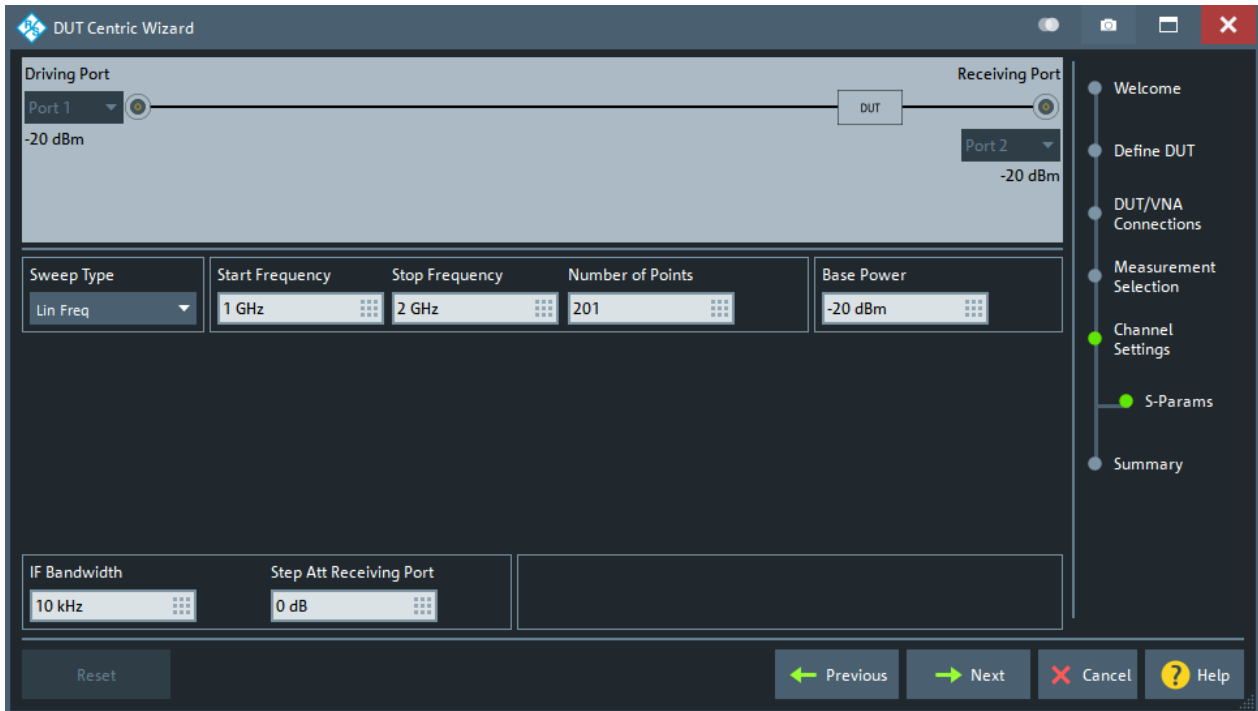 DUT Centric Wizard
Driving Port
Receiving Port
Port 1
DUT
-20 dBm
Port 2
-20 dBm
Sweep Type
Start Frequency
Stop Frequency
Number of Points
Base Power
Lin Freq
1 GHz
2 GHz
201
-20 dBm
IF Bandwidth
Step Att Receiving Port
10 kHz
0 dB
Welcome
Define DUT
DUT/VNA
Connections
Measurement
Selection
Channel
Settings
S-Params
Summary
Reset
Previous
Next
Cancel
? Help